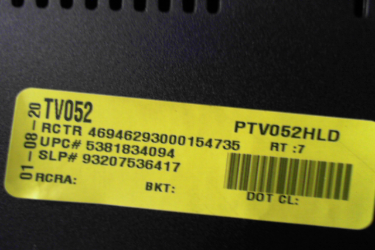 01-08-20
TV052
PTV052HLD
RCTR 46946293000154735
RT :7
UPC# 5381834094
SLP# 93207536417
RCRA:
BKT:
DOT CL: